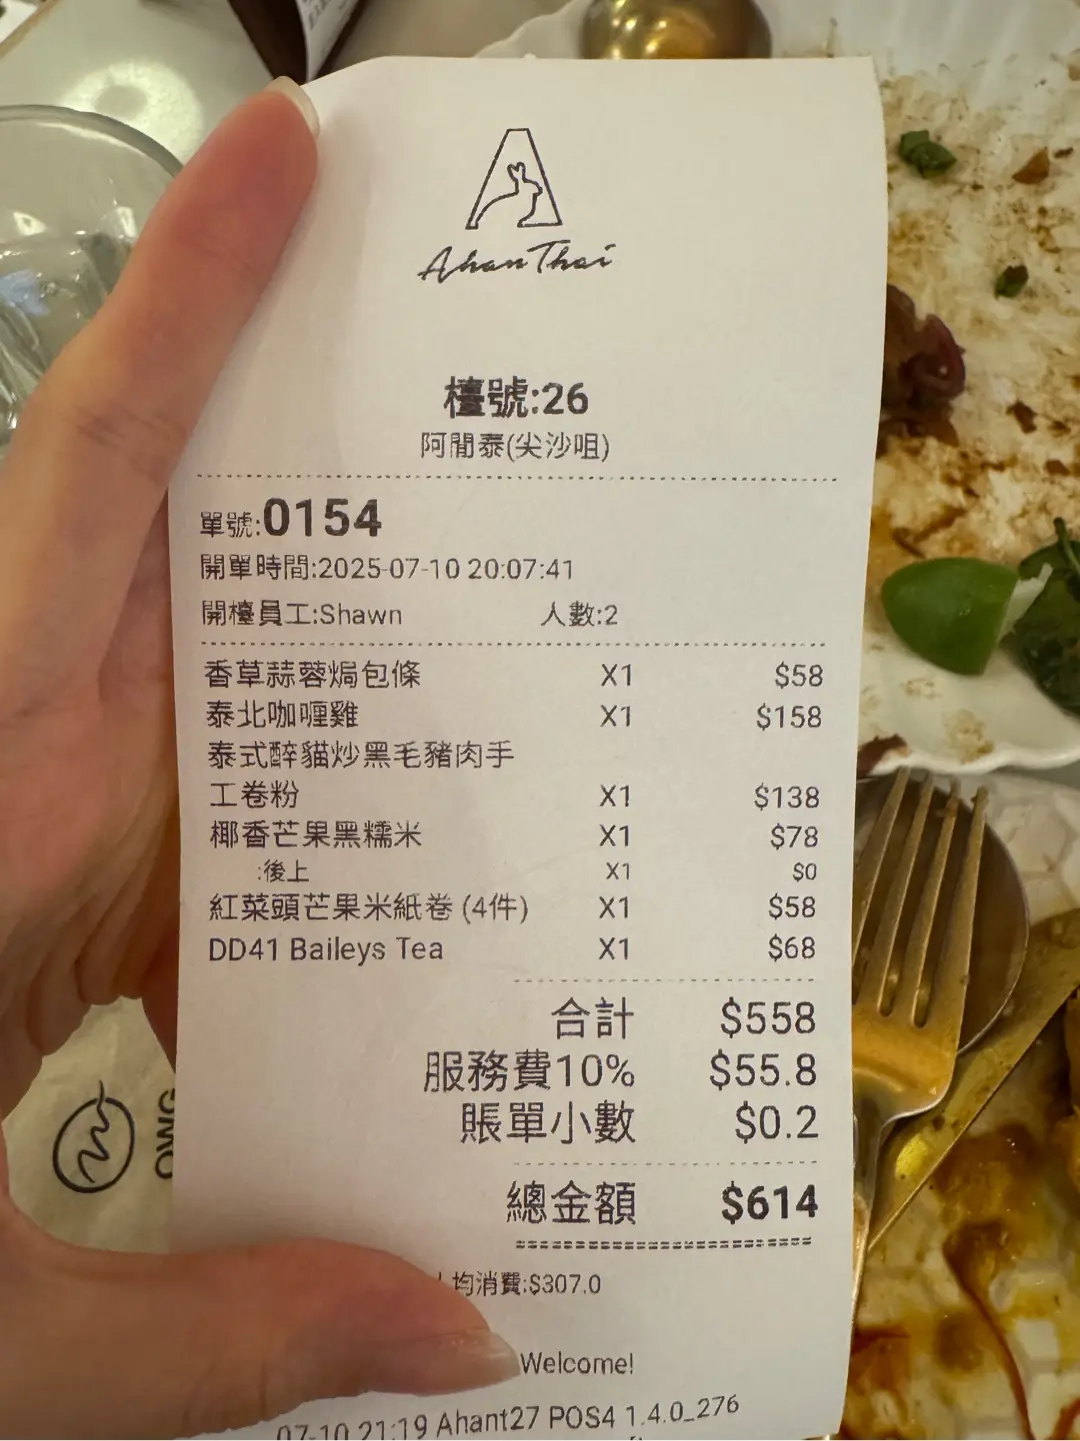 Ahan Thai
檯號:26
阿閒泰(尖沙咀)
單號:0154
開單時間:2025-07-10 20:07:41
開檯員工:Shawn 人數:2
香草蒜蓉焗包條 X1 $58
泰北咖喱雞 X1 $158
泰式醉貓炒黑毛豬肉手
工卷粉 X1 $138
椰香芒果黑糯米 X1 $78
:後上 X1 $0
紅菜頭芒果米紙卷 (4件) X1 $58
DD41 Baileys Tea X1 $68
合計 $558
服務費10% $55.8
賬單小數 $0.2
總金額 $614
均消費:$307.0
Welcome!
07-10 21:19 Ahant27 POS4 1.4.0_276